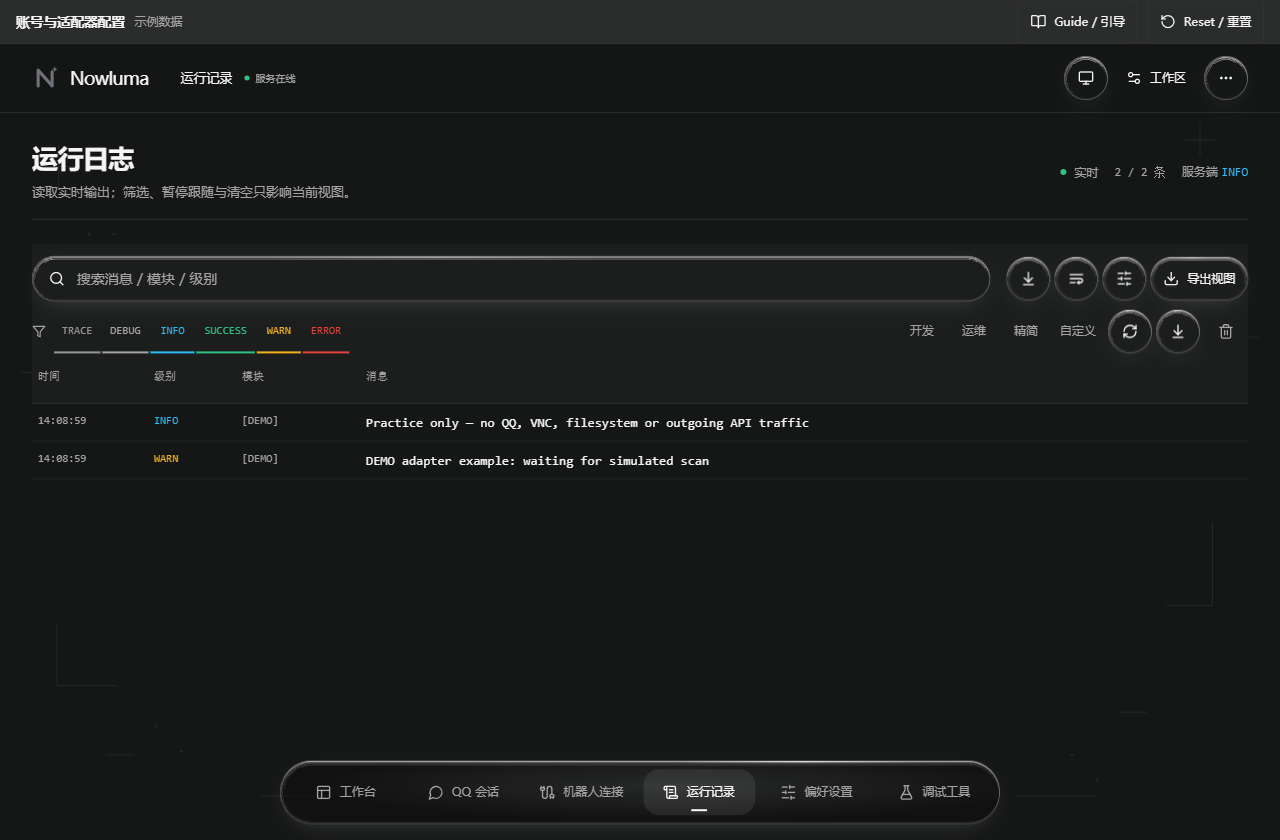 账号与适配器配置 示例数据 Guide / 引导 Reset / 重置
Nowluma 运行记录 服务在线 工作区
运行日志
读取实时输出；筛选、暂停跟随与清空只影响当前视图。
实时 2 / 2 条 服务端 INFO
搜索消息 / 模块 / 级别 导出视图
TRACE DEBUG INFO SUCCESS WARN ERROR 开发 运维 精简 自定义
时间 级别 模块 消息
14:08:59 INFO [DEMO] Practice only — no QQ, VNC, filesystem or outgoing API traffic
14:08:59 WARN [DEMO] DEMO adapter example: waiting for simulated scan
工作台 QQ 会话 机器人连接 运行记录 偏好设置 调试工具